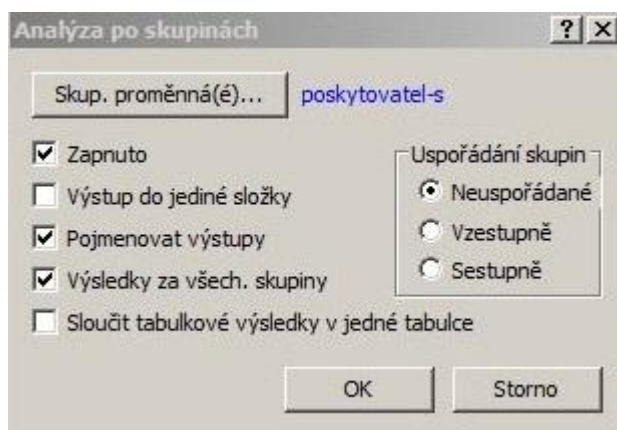 Analýza po skupinách
Skup. proměnná(é)... poskytovatel-s
Zapnuto
Výstup do jediné složky
Pojmenovat výstupy
Výsledky za všech. skupiny
Sloučit tabulkové výsledky v jedné tabulce
Uspořádání skupin
Neuspořádané
Vzestupně
Sestupně
OK Storno